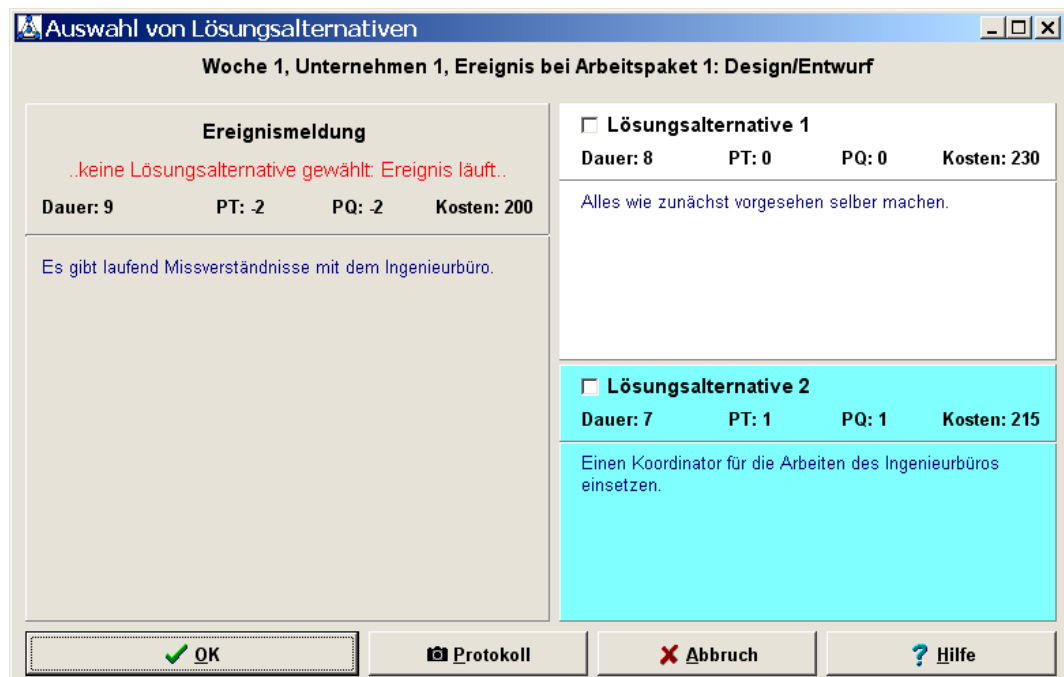 Auswahl von Lösungsalternativen
Woche 1, Unternehmen 1, Ereignis bei Arbeitspaket 1: Design/Entwurf
Ereignismeldung
..keine Lösungsalternative gewählt: Ereignis läuft..
Dauer: 9 PT: -2 PQ: -2 Kosten: 200
Es gibt laufend Missverständnisse mit dem Ingenieurbüro.
Lösungsalternative 1
Dauer: 8 PT: 0 PQ: 0 Kosten: 230
Alles wie zunächst vorgesehen selber machen.
Lösungsalternative 2
Dauer: 7 PT: 1 PQ: 1 Kosten: 215
Einen Koordinator für die Arbeiten des Ingenieurbüros
einsetzen.
OK Protokoll Abbruch Hilfe